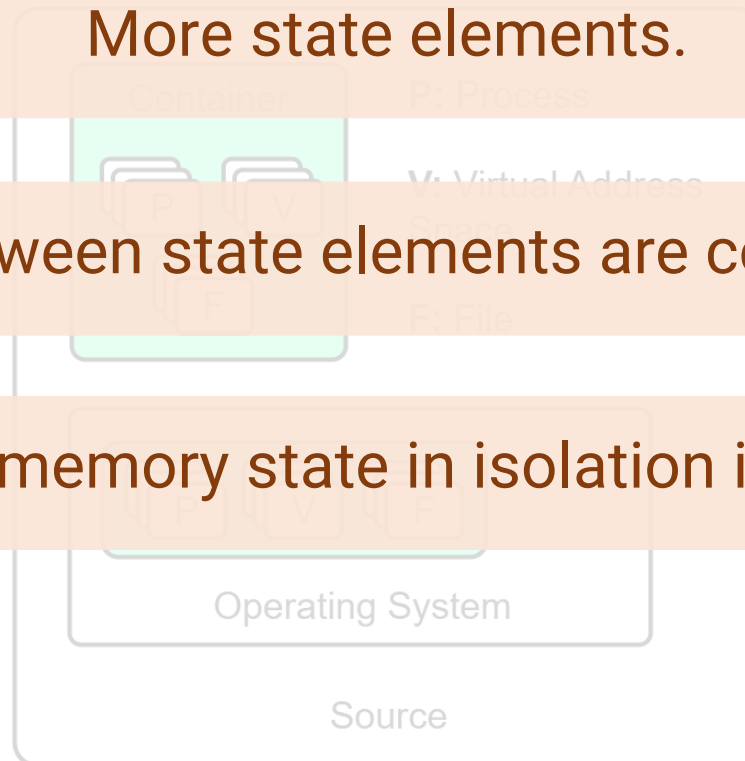 More state elements.
Container
P: Process
V: Virtual Address
Space
P V
ween state elements are c
F
F: File
memory state in isolation i
P V F
Operating System
Source